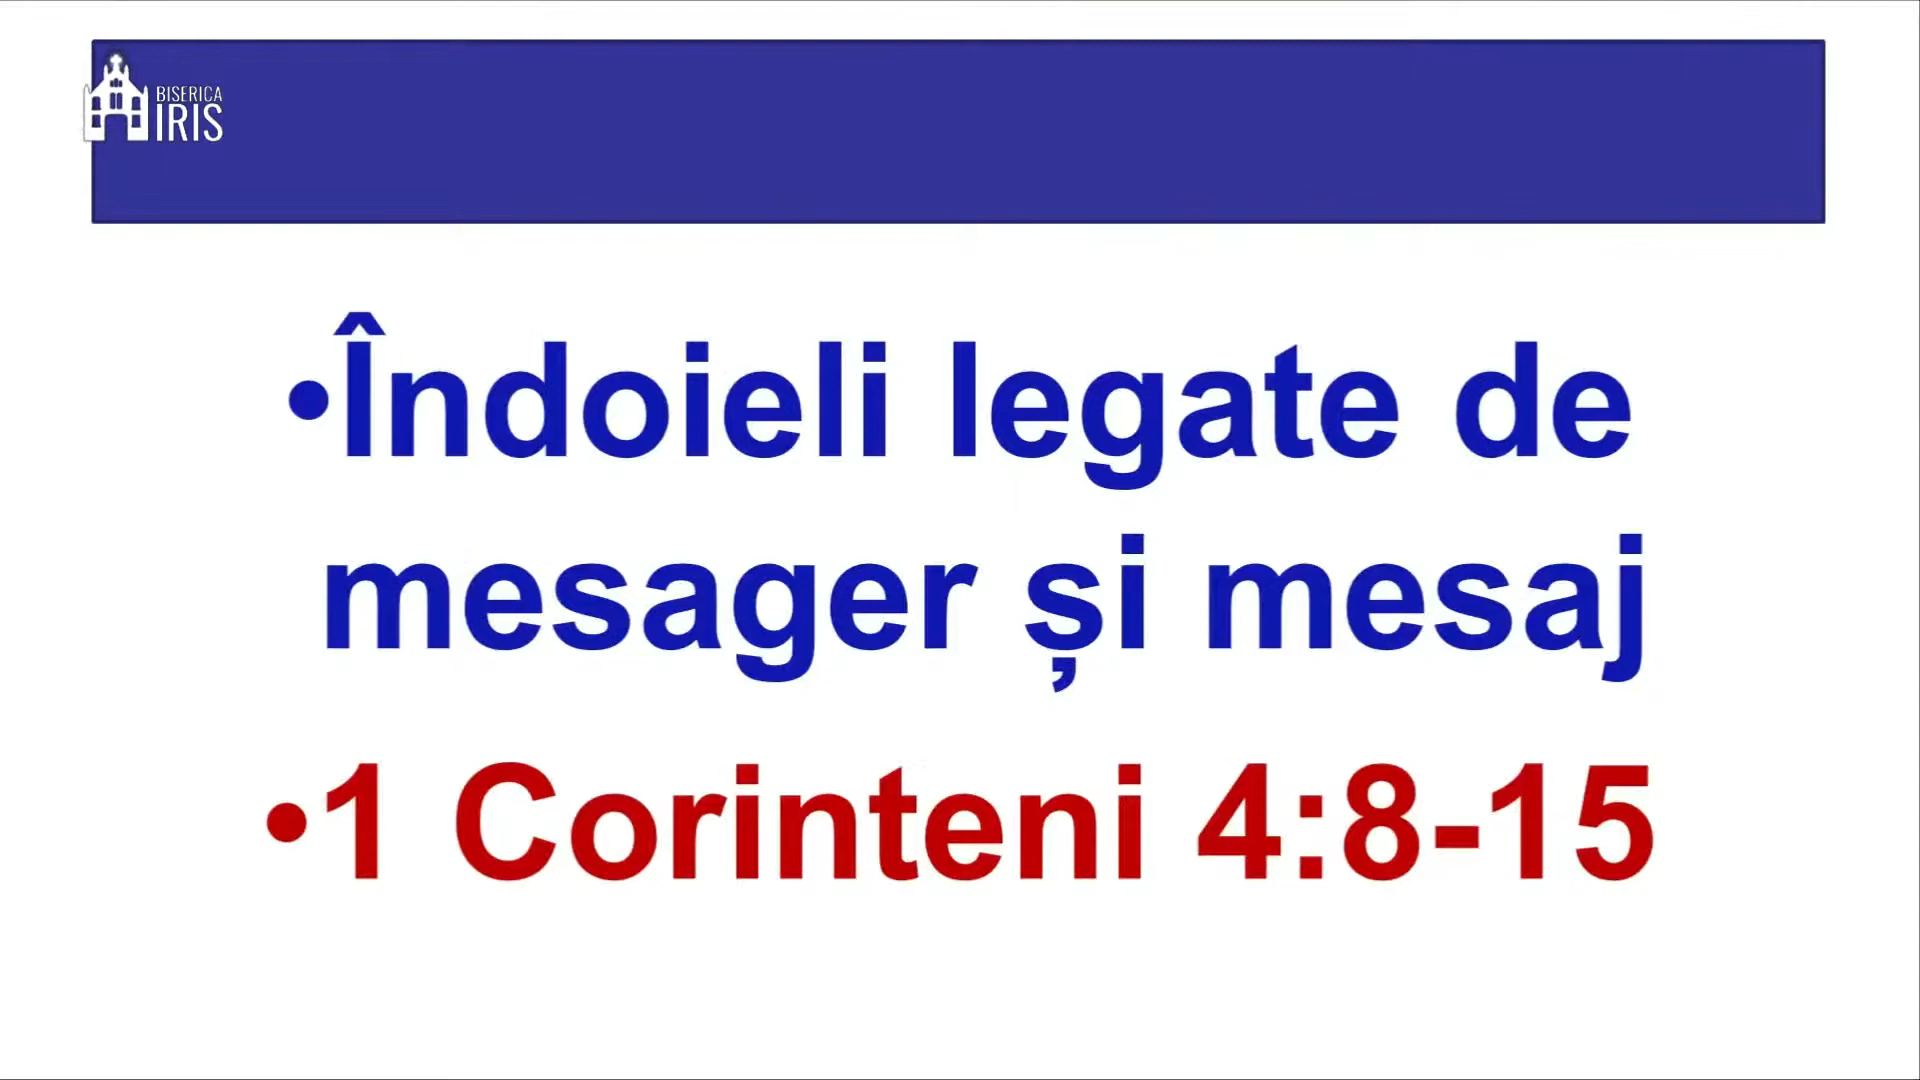 BISERICA
IRIS
•Îndoieli legate de
mesager și mesaj
•1 Corinteni 4:8-15